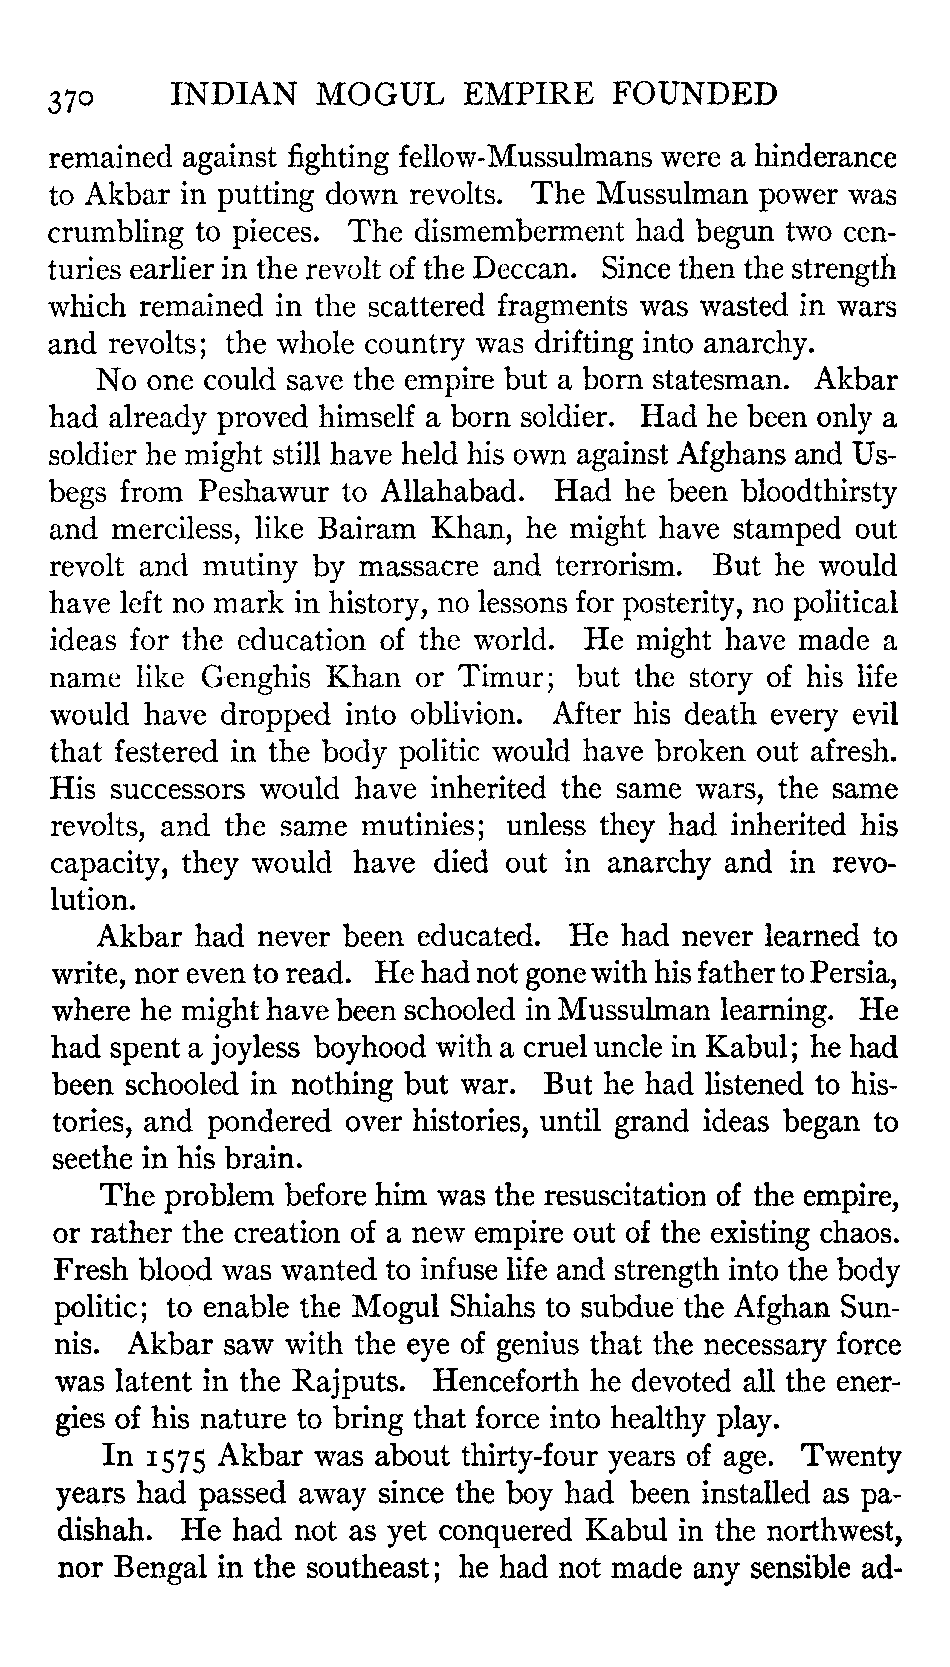 370 INDIAN MOGUL EMPIRE FOUNDED
remained against fighting fellow-Mussulmans were a hinderance
to Akbar in putting down revolts. The Mussulman power was
crumbling to pieces. The dismemberment had begun two cen-
turies earlier in the revolt of the Deccan. Since then the strength
which remained in the scattered fragments was wasted in wars
and revolts; the whole country was drifting into anarchy.
No one could save the empire but a born statesman. Akbar
had already proved himself a born soldier. Had he been only a
soldier he might still have held his own against Afghans and Us-
begs from Peshawur to Allahabad. Had he been bloodthirsty
and merciless, like Bairam Khan, he might have stamped out
revolt and mutiny by massacre and terrorism. But he would
have left no mark in history, no lessons for posterity, no political
ideas for the education of the world. He might have made a
name like Genghis Khan or Timur; but the story of his life
would have dropped into oblivion. After his death every evil
that festered in the body politic would have broken out afresh.
His successors would have inherited the same wars, the same
revolts, and the same mutinies; unless they had inherited his
capacity, they would have died out in anarchy and in revo-
lution.
Akbar had never been educated. He had never learned to
write, nor even to read. He had not gone with his father to Persia,
where he might have been schooled in Mussulman learning. He
had spent a joyless boyhood with a cruel uncle in Kabul; he had
been schooled in nothing but war. But he had listened to his-
tories, and pondered over histories, until grand ideas began to
seethe in his brain.
The problem before him was the resuscitation of the empire,
or rather the creation of a new empire out of the existing chaos.
Fresh blood was wanted to infuse life and strength into the body
politic; to enable the Mogul Shiahs to subdue the Afghan Sun-
nis. Akbar saw with the eye of genius that the necessary force
was latent in the Rajputs. Henceforth he devoted all the ener-
gies of his nature to bring that force into healthy play.
In 1575 Akbar was about thirty-four years of age. Twenty
years had passed away since the boy had been installed as pa-
dishah. He had not as yet conquered Kabul in the northwest,
nor Bengal in the southeast; he had not made any sensible ad-